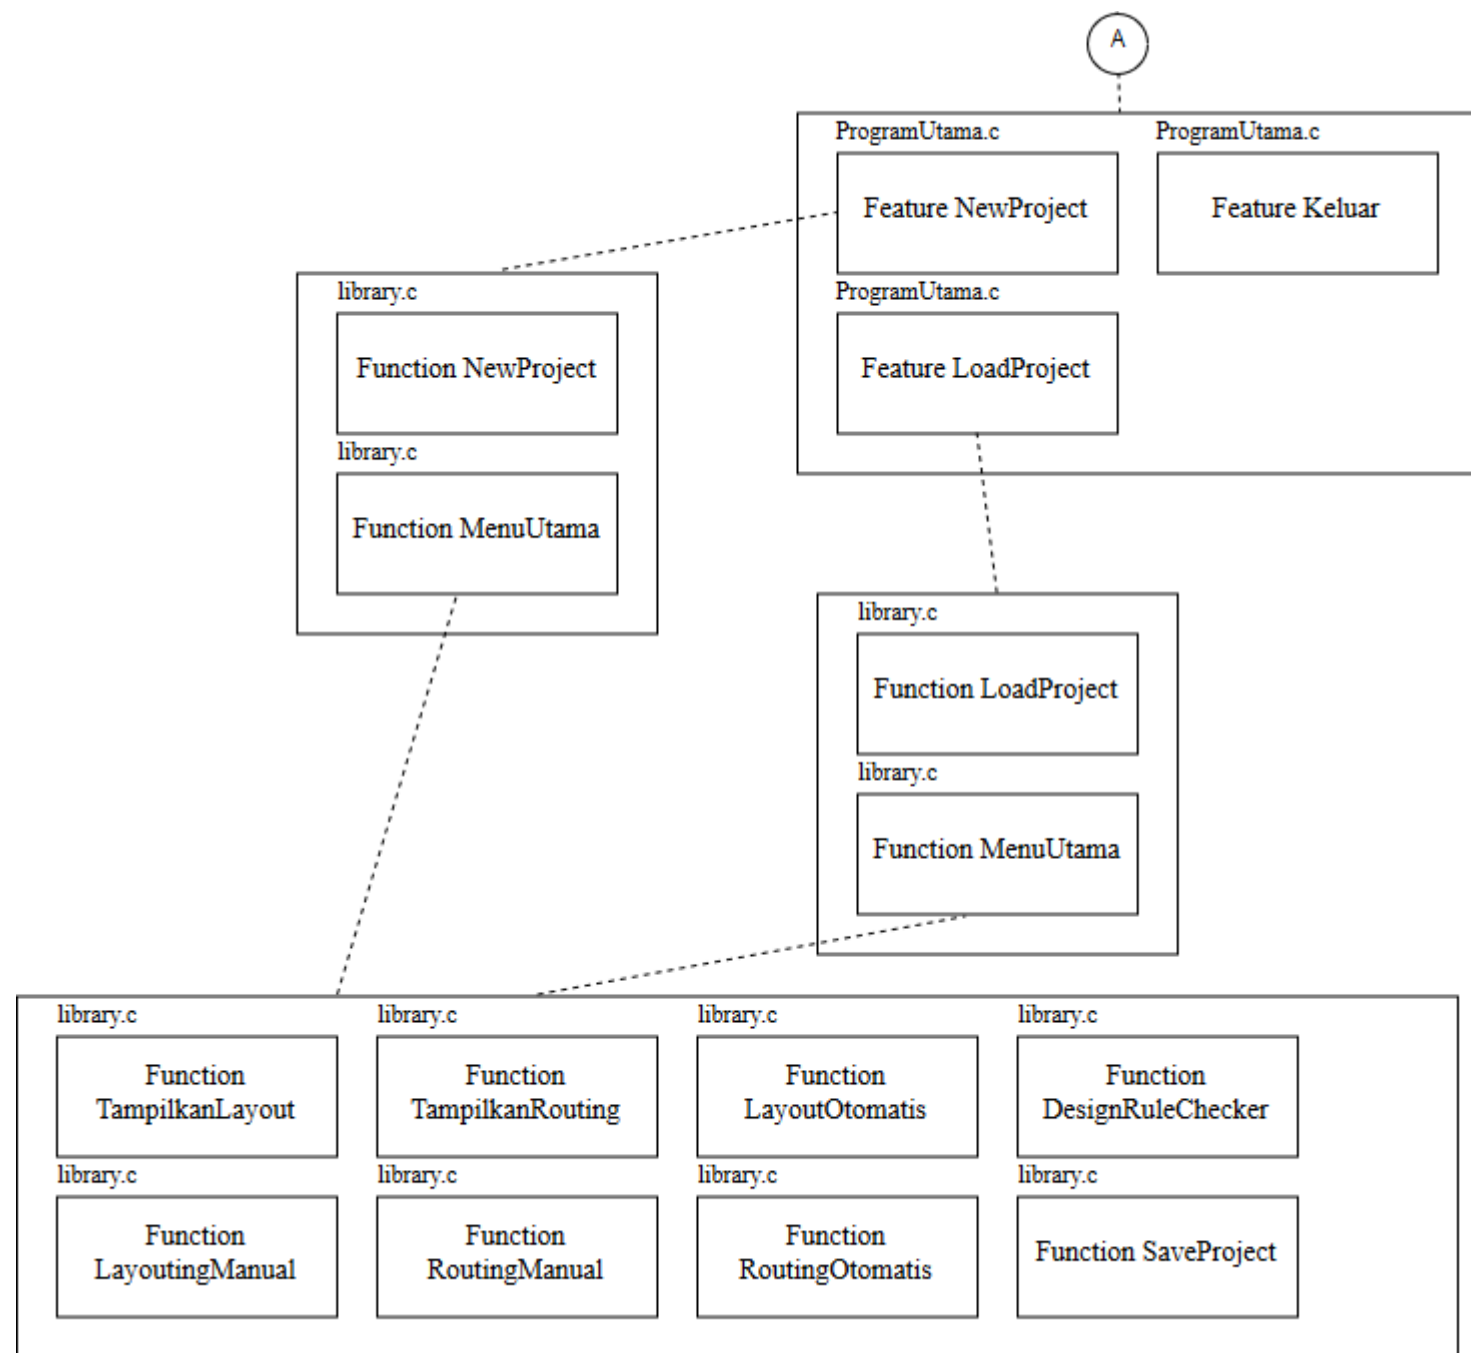 A
ProgramUtama.c
Feature NewProject
ProgramUtama.c
Feature Keluar
ProgramUtama.c
Feature LoadProject
library.c
Function NewProject
library.c
Function MenuUtama
library.c
Function LoadProject
library.c
Function MenuUtama
library.c
Function
TampilkanLayout
library.c
Function
TampilkanRouting
library.c
Function
LayoutOtomatis
library.c
Function
DesignRuleChecker
library.c
Function
LayoutingManual
library.c
Function
RoutingManual
library.c
Function
RoutingOtomatis
library.c
Function SaveProject